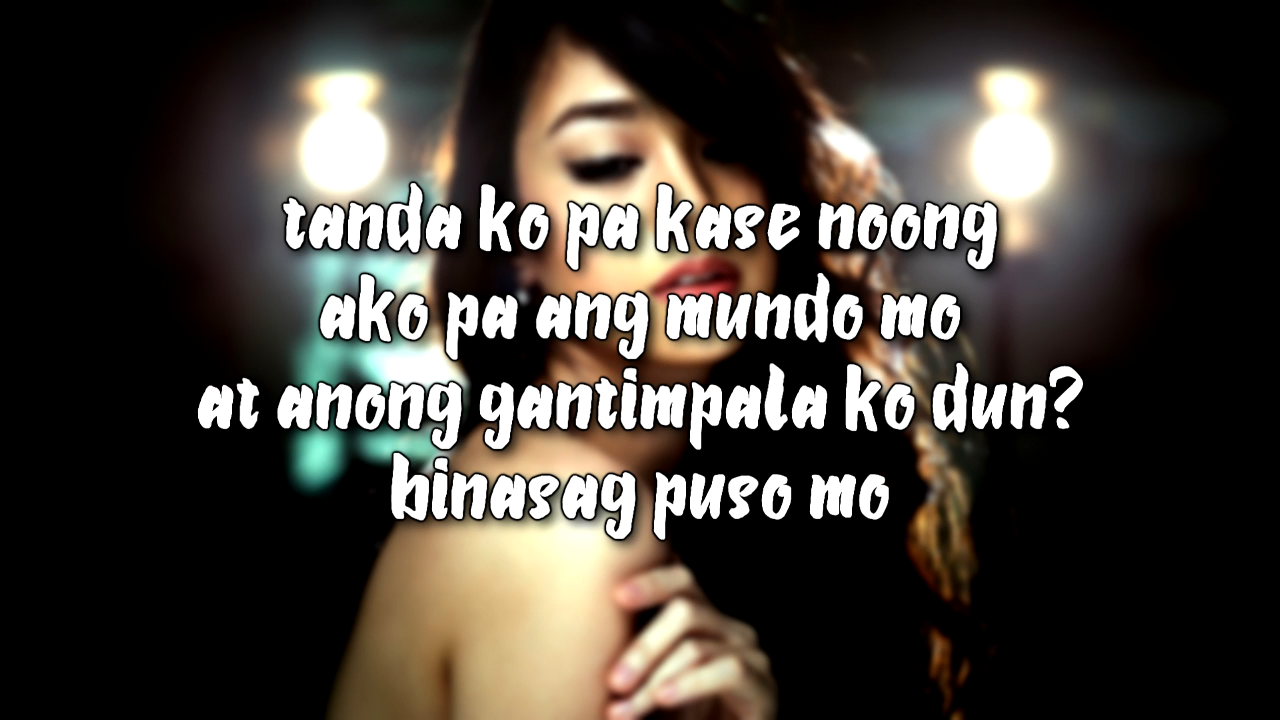 tanda ko pa kase noong
ako pa ang mundo mo
at anong gantimpala ko dun?
binasag puso mo